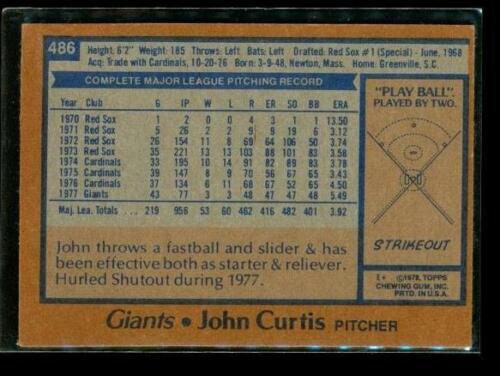 486
Height: 6'2" Weight: 185 Throws: Left Bats: Left Drafted: Red Sox #1 (Special) - June, 1968
Acq: Trade with Cardinals, 10-20-76 Born: 3-9-48, Newton, Mass. Home: Greenville, S.C.
COMPLETE MAJOR LEAGUE PITCHING RECORD
Year Club G IP W L R ER SO BB ERA
1970 Red Sox 1 2 0 0 4 3 1 1 13.50
1971 Red Sox 5 26 2 2 9 9 19 6 3.12
1972 Red Sox 26 154 11 8 69 64 106 50 3.74
1973 Red Sox 35 221 13 13 103 88 101 83 3.58
1974 Cardinals 33 195 10 14 91 82 89 83 3.78
1975 Cardinals 39 147 8 9 70 56 67 65 3.43
1976 Cardinals 37 134 6 11 68 67 52 65 4.50
1977 Giants 43 77 3 3 48 47 47 48 5.49
Maj. Lea. Totals 219 956 53 60 462 416 482 401 3.92
John throws a fastball and slider & has
been effective both as starter & reliever.
Hurled Shutout during 1977.
"PLAY BALL"
PLAYED BY TWO.
STRIKEOUT
©1978, TOPPS
CHEWING GUM, INC.
PRTD. IN U.S.A.
Giants • John Curtis PITCHER